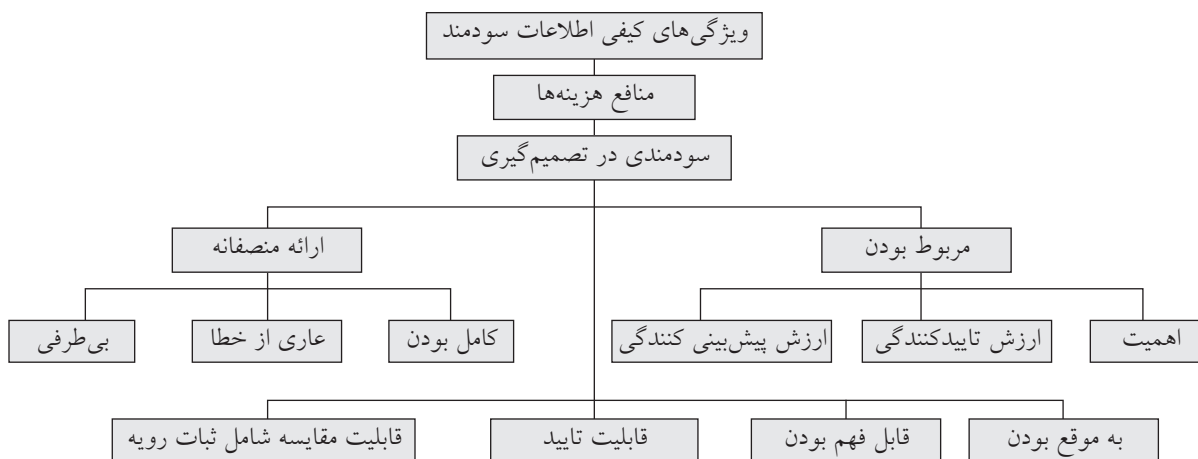 ویژگی‌های کیفی اطلاعات سودمند
منافع هزینه‌ها
سودمندی در تصمیم‌گیری
مربوط بودن
ارائه منصفانه
اهمیت
ارزش تاییدکنندگی
ارزش پیش‌بینی کنندگی
کامل بودن
عاری از خطا
بی‌طرفی
به موقع بودن
قابل فهم بودن
قابلیت تایید
قابلیت مقایسه شامل ثبات رویه